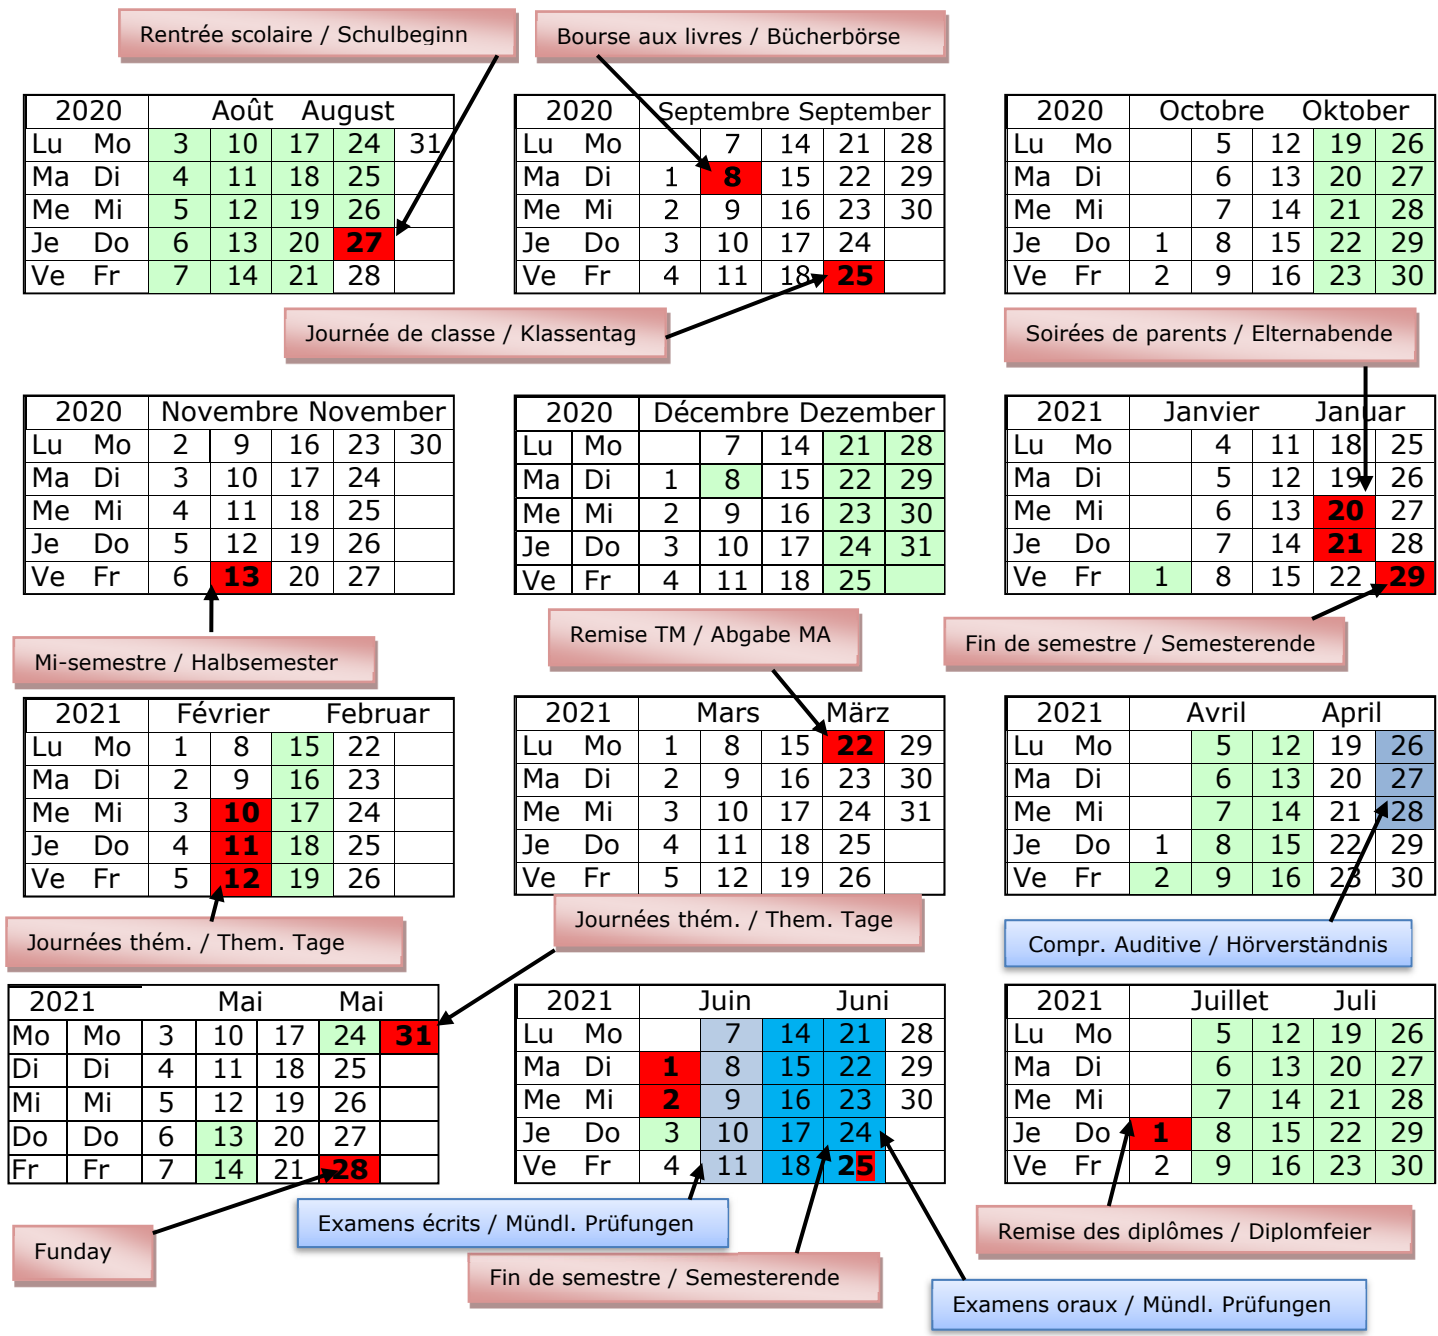 Rentrée scolaire / Schulbeginn
Bourse aux livres / Bücherbörse
2020 Août August
Lu Mo 3 10 17 24 31
Ma Di 4 11 18 25
Me Mi 5 12 19 26
Je Do 6 13 20 27
Ve Fr 7 14 21 28
2020 Septembre September
Lu Mo 7 14 21 28
Ma Di 1 8 15 22 29
Me Mi 2 9 16 23 30
Je Do 3 10 17 24
Ve Fr 4 11 18 25
2020 Octobre Oktober
Lu Mo 5 12 19 26
Ma Di 6 13 20 27
Me Mi 7 14 21 28
Je Do 1 8 15 22 29
Ve Fr 2 9 16 23 30
Journée de classe / Klassentag
Soirées de parents / Elternabende
2020 Novembre November
Lu Mo 2 9 16 23 30
Ma Di 3 10 17 24
Me Mi 4 11 18 25
Je Do 5 12 19 26
Ve Fr 6 13 20 27
2020 Décembre Dezember
Lu Mo 7 14 21 28
Ma Di 1 8 15 22 29
Me Mi 2 9 16 23 30
Je Do 3 10 17 24 31
Ve Fr 4 11 18 25
2021 Janvier Januar
Lu Mo 4 11 18 25
Ma Di 5 12 19 26
Me Mi 6 13 20 27
Je Do 7 14 21 28
Ve Fr 1 8 15 22 29
Mi-semestre / Halbsemester
Remise TM / Abgabe MA
Fin de semestre / Semesterende
2021 Février Februar
Lu Mo 1 8 15 22
Ma Di 2 9 16 23
Me Mi 3 10 17 24
Je Do 4 11 18 25
Ve Fr 5 12 19 26
2021 Mars März
Lu Mo 1 8 15 22 29
Ma Di 2 9 16 23 30
Me Mi 3 10 17 24 31
Je Do 4 11 18 25
Ve Fr 5 12 19 26
2021 Avril April
Lu Mo 5 12 19 26
Ma Di 6 13 20 27
Me Mi 7 14 21 28
Je Do 1 8 15 22 29
Ve Fr 2 9 16 23 30
Journées thém. / Them. Tage
Journées thém. / Them. Tage
Compr. Auditive / Hörverständnis
2021 Mai Mai
Mo Mo 3 10 17 24 31
Di Di 4 11 18 25
Mi Mi 5 12 19 26
Do Do 6 13 20 27
Fr Fr 7 14 21 28
2021 Juin Juni
Lu Mo 7 14 21 28
Ma Di 1 8 15 22 29
Me Mi 2 9 16 23 30
Je Do 3 10 17 24
Ve Fr 4 11 18 25
2021 Juillet Juli
Lu Mo 5 12 19 26
Ma Di 6 13 20 27
Me Mi 7 14 21 28
Je Do 1 8 15 22 29
Ve Fr 2 9 16 23 30
Funday
Examens écrits / Mündl. Prüfungen
Fin de semestre / Semesterende
Remise des diplômes / Diplomfeier
Examens oraux / Mündl. Prüfungen